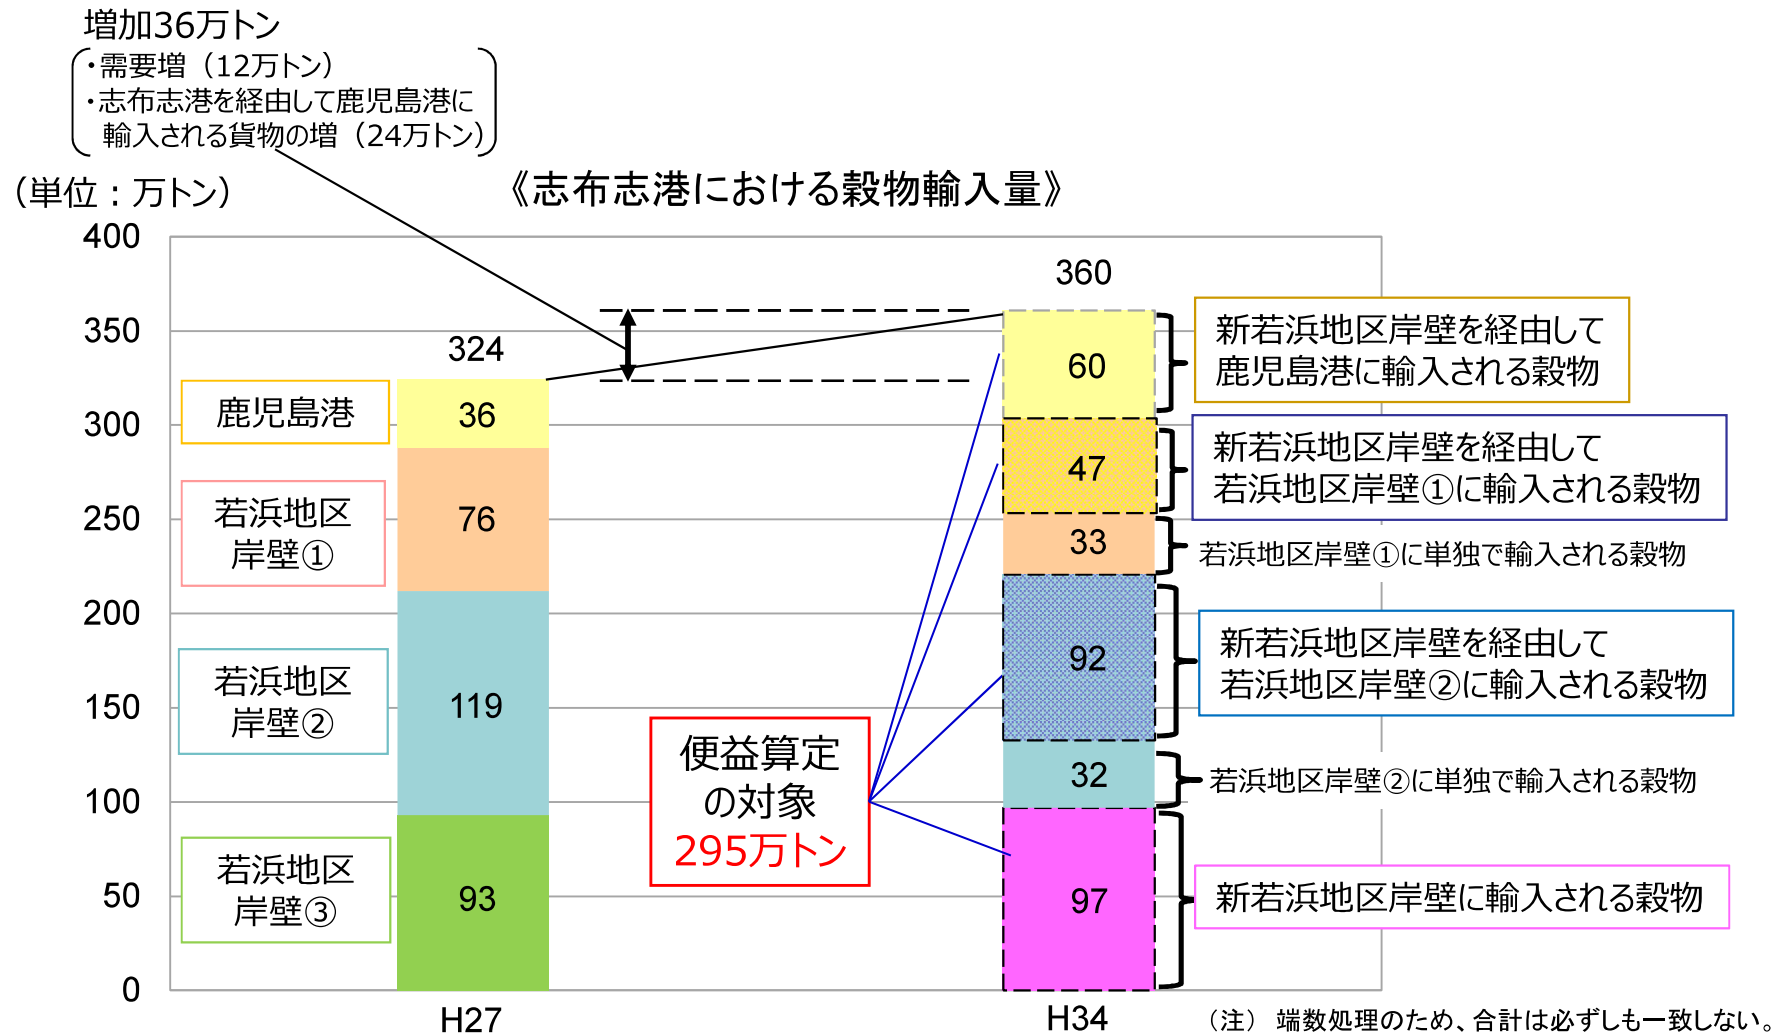 増加36万トン
・需要増（12万トン）
・志布志港を経由して鹿児島港に
輸入される貨物の増（24万トン）
（単位：万トン）
《志布志港における穀物輸入量》
400
350
300
250
200
150
100
50
0
324
36
76
119
93
H27
鹿児島港
若浜地区
岸壁①
若浜地区
岸壁②
若浜地区
岸壁③
便益算定
の対象
295万トン
360
60
47
33
92
32
97
H34
新若浜地区岸壁を経由して
鹿児島港に輸入される穀物
新若浜地区岸壁を経由して
若浜地区岸壁①に輸入される穀物
若浜地区岸壁①に単独で輸入される穀物
新若浜地区岸壁を経由して
若浜地区岸壁②に輸入される穀物
若浜地区岸壁②に単独で輸入される穀物
新若浜地区岸壁に輸入される穀物
（注） 端数処理のため、合計は必ずしも一致しない。